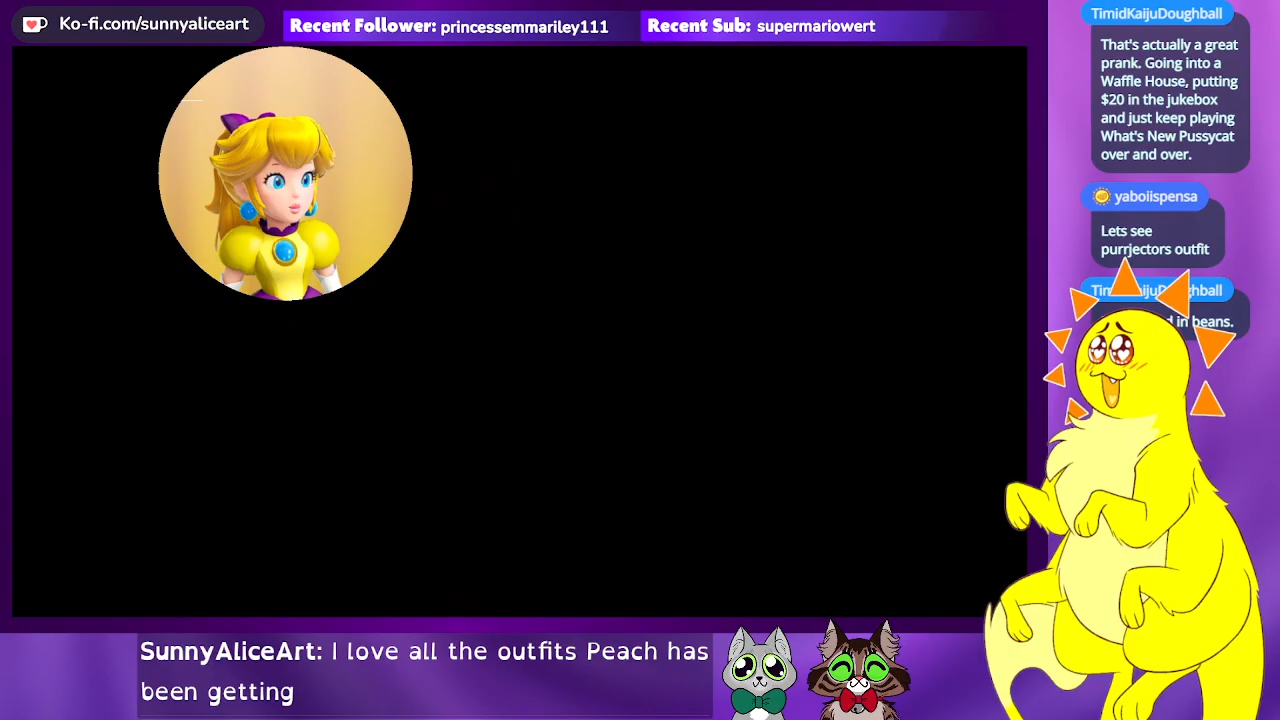 Ko-fi.com/sunnyaliceart
Recent Follower: princessemmariley111
Recent Sub: supermariowert
TimidKaijuDoughball
That's actually a great
prank. Going into a
Waffle House, putting
$20 in the jukebox
and just keep playing
What's New Pussycat
over and over.
yaboiispensa
Lets see
purrjectors outfit
in beans.
SunnyAliceArt: I love all the outfits Peach has
been getting